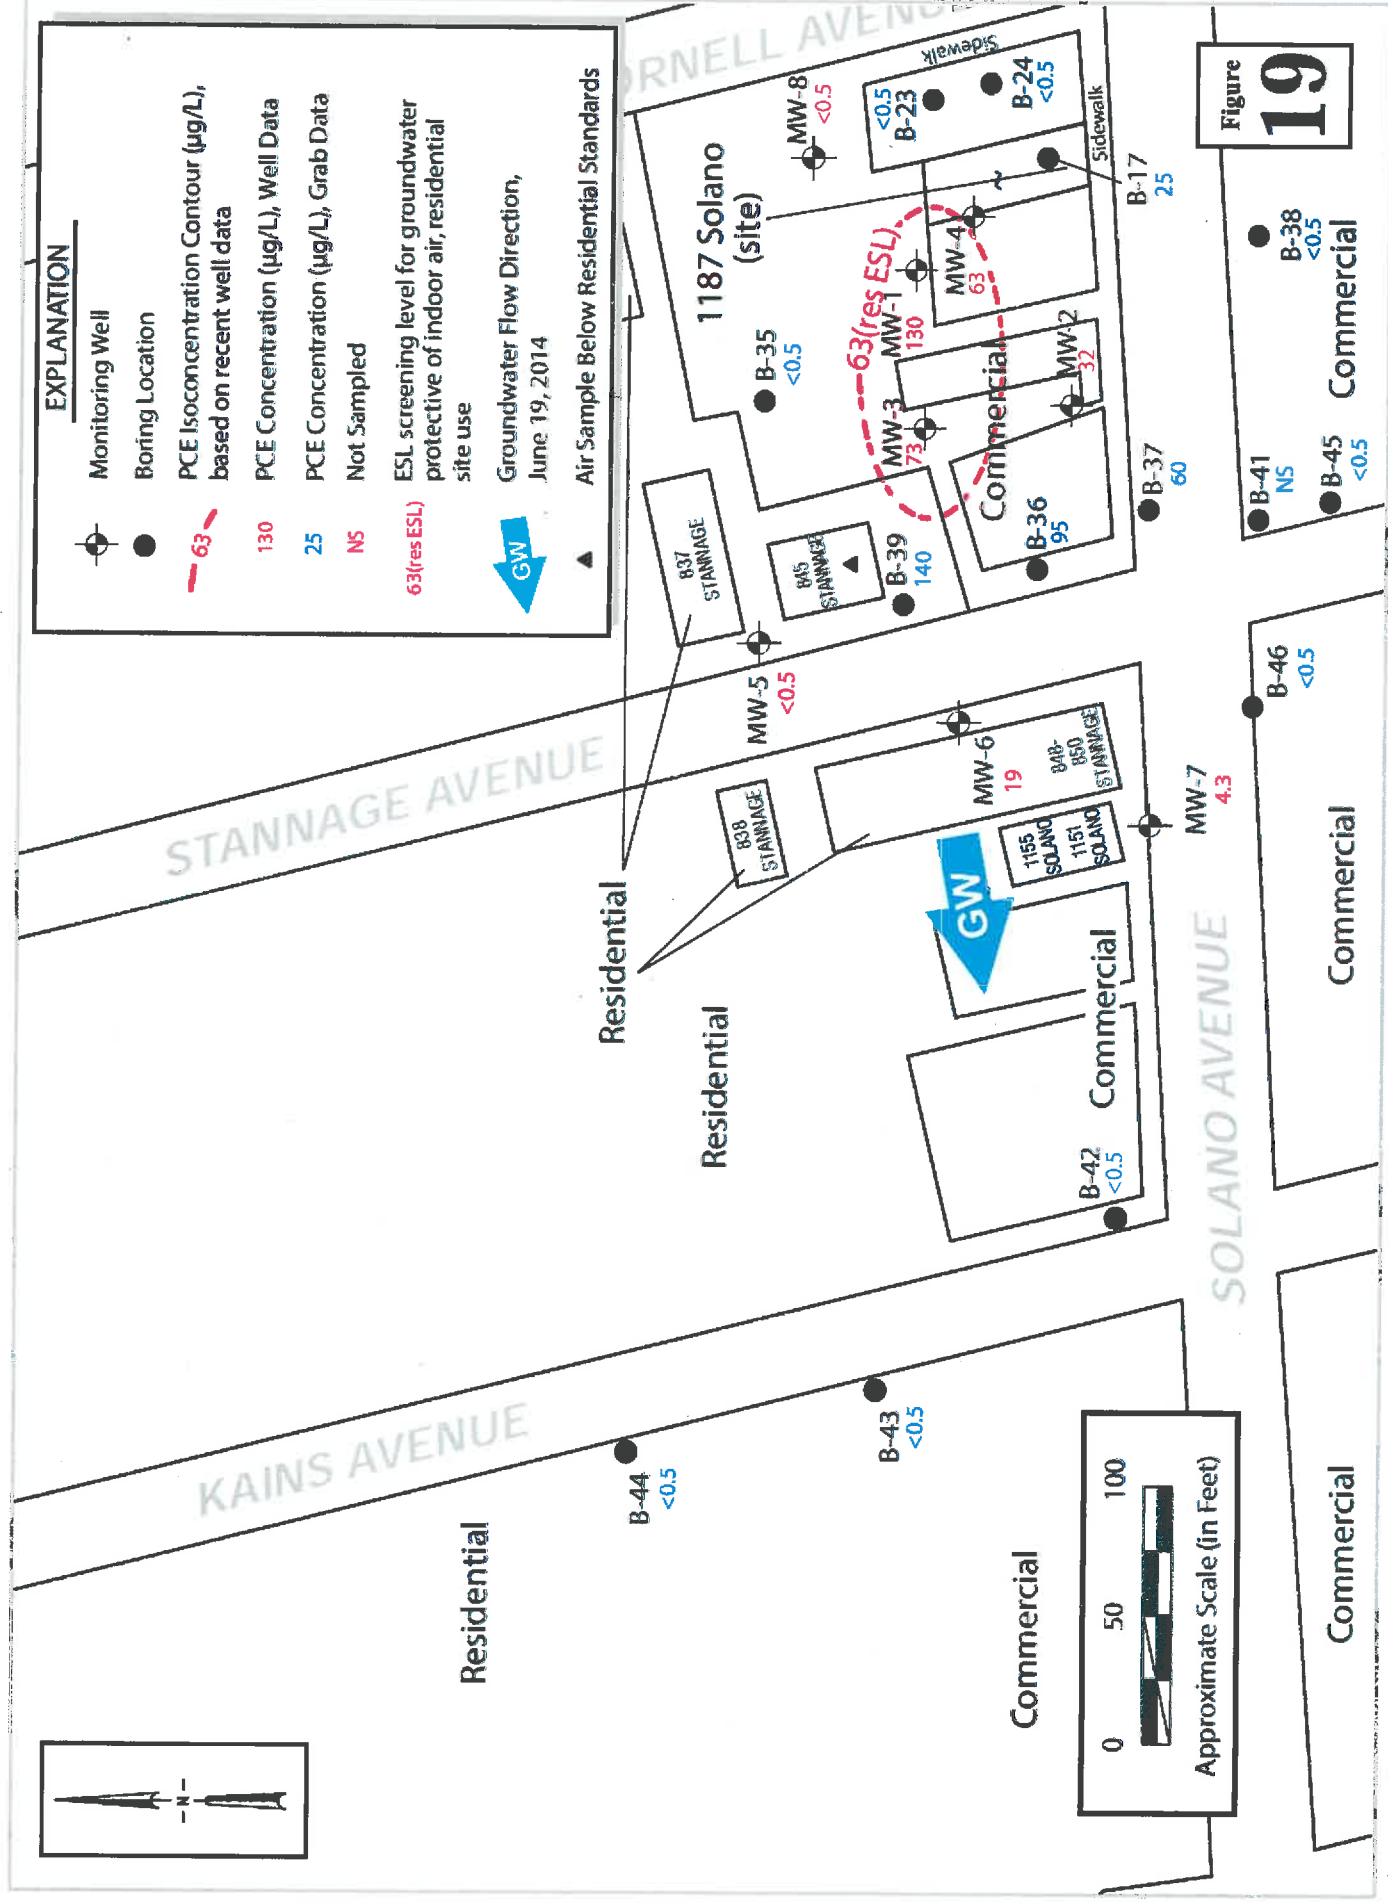 EXPLANATION
Monitoring Well
Boring Location
63
PCE Isoconcentration Contour (µg/L),
based on recent well data
130
PCE Concentration (µg/L), Well Data
25
PCE Concentration (µg/L), Grab Data
NS
Not Sampled
63(res ESL)
ESL screening level for groundwater
protective of indoor air, residential
site use
GW
Groundwater Flow Direction,
June 19, 2014
Air Sample Below Residential Standards
N
KAINS AVENUE
STANNAGE AVENUE
SOLANO AVENUE
Residential
B-44
<0.5
B-43
<0.5
Commercial
0
50
100
Approximate Scale (in Feet)
Commercial
Residential
Residential
838
STANNAGE
837
STANNAGE
845
STANNAGE
MW-5
<0.5
MW-6
19
848-
850
STANNAGE
1155
SOLANO
1151
SOLANO
GW
Commercial
B-42
<0.5
MW-7
4.3
Commercial
B-46
<0.5
B-39
140
B-36
95
B-37
60
B-41
NS
B-45
<0.5
Commercial
B-38
<0.5
B-35
<0.5
1187 Solano
(site)
MW-8
<0.5
<0.5
B-23
B-24
<0.5
Sidewalk
Sidewalk
B-17
25
63(res ESL)
MW-1
130
MW-4
63
MW-3
73
MW-2
32
Commercial
~
Figure
19